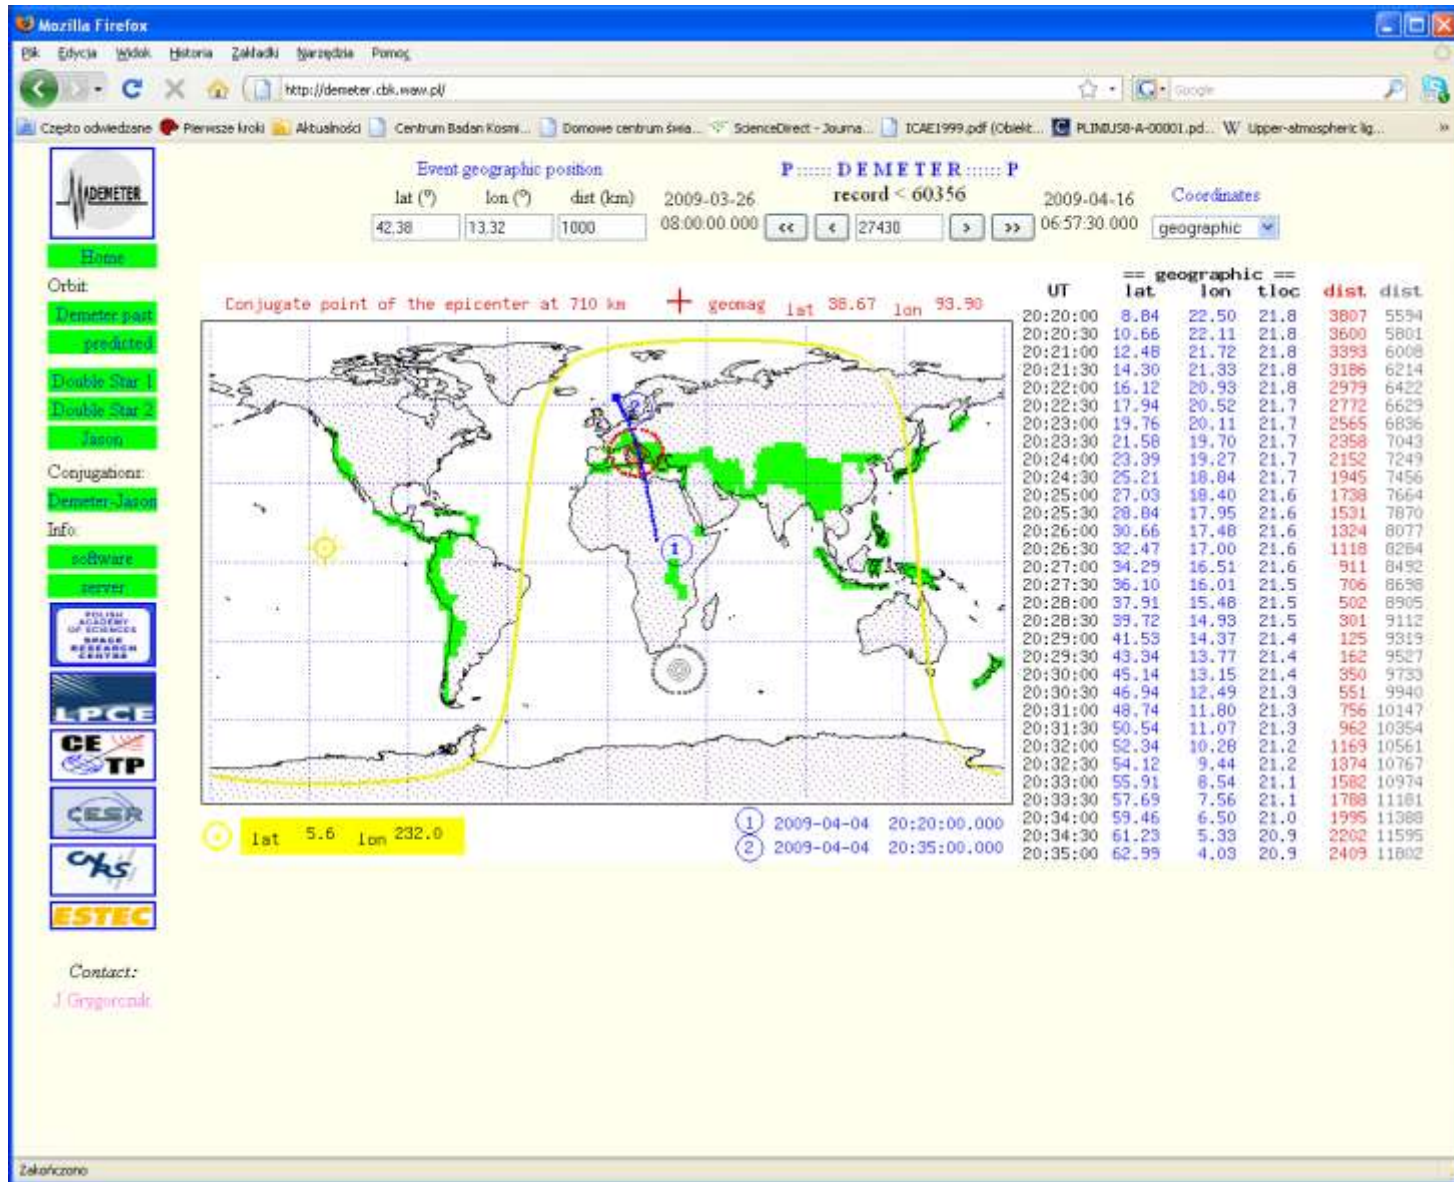 Mozilla Firefox
Plik Edycja Widok Historia Zakładki Narzędzia Pomoc
http://demeter.cbk.waw.pl/
Google
Często odwiedzane Pierwsze kroki Aktualności Centrum Badan Kosmi... Domowe centrum świa... ScienceDirect - Journa... ICAE1999.pdf (Obiekt... PLINIUS8-A-00001.pd... Upper-atmospheric lig...
DEMETER
Event geographic position
P :::::: D E M E T E R :::::: P
lat (°) lon (°) dist (km) 2009-03-26 record < 60356 2009-04-16 Coordinates
42.38 13.32 1000 08:00:00.000 << < 27430 > >> 06:57:30.000 geographic
Home
Orbit:
Demeter past
predicted
Double Star 1
Double Star 2
Jason
Conjugations:
Demeter-Jason
Info:
software
server
POLISH
ACADEMY
OF SCIENCES
SPACE
RESEARCH
CENTRE
LPCE
CE
TP
CESR
CNRS
ESTEC
Contact:
J.Grygorczuk
Conjugate point of the epicenter at 710 km + geomag lat 38.67 lon 93.90
2
1
lat 5.6 lon 232.0
1 2009-04-04 20:20:00.000
2 2009-04-04 20:35:00.000
== geographic ==
UT lat lon tloc dist dist
20:20:00 8.84 22.50 21.8 3807 5594
20:20:30 10.66 22.11 21.8 3600 5801
20:21:00 12.48 21.72 21.8 3393 6008
20:21:30 14.30 21.33 21.8 3186 6214
20:22:00 16.12 20.93 21.8 2979 6422
20:22:30 17.94 20.52 21.7 2772 6629
20:23:00 19.76 20.11 21.7 2565 6836
20:23:30 21.58 19.70 21.7 2358 7043
20:24:00 23.39 19.27 21.7 2152 7249
20:24:30 25.21 18.84 21.7 1945 7456
20:25:00 27.03 18.40 21.6 1738 7664
20:25:30 28.84 17.95 21.6 1531 7870
20:26:00 30.66 17.48 21.6 1324 8077
20:26:30 32.47 17.00 21.6 1118 8284
20:27:00 34.29 16.51 21.6 911 8492
20:27:30 36.10 16.01 21.5 706 8698
20:28:00 37.91 15.48 21.5 502 8905
20:28:30 39.72 14.93 21.5 301 9112
20:29:00 41.53 14.37 21.4 125 9319
20:29:30 43.34 13.77 21.4 162 9527
20:30:00 45.14 13.15 21.4 350 9733
20:30:30 46.94 12.49 21.3 551 9940
20:31:00 48.74 11.80 21.3 756 10147
20:31:30 50.54 11.07 21.3 962 10354
20:32:00 52.34 10.28 21.2 1169 10561
20:32:30 54.12 9.44 21.2 1374 10767
20:33:00 55.91 8.54 21.1 1582 10974
20:33:30 57.69 7.56 21.1 1788 11181
20:34:00 59.46 6.50 21.0 1995 11388
20:34:30 61.23 5.33 20.9 2202 11595
20:35:00 62.99 4.03 20.9 2409 11802
Zakończono